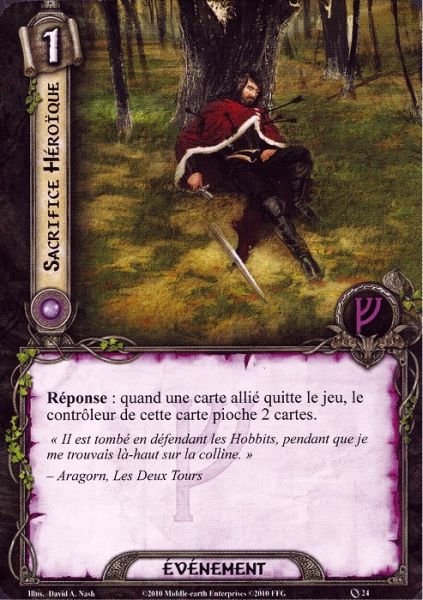 1
Sacrifice Héroïque
Réponse : quand une carte allié quitte le jeu, le
contrôleur de cette carte pioche 2 cartes.
« Il est tombé en défendant les Hobbits, pendant que je
me trouvais là-haut sur la colline. »
– Aragorn, Les Deux Tours
ÉVÉNEMENT
Illus. David A. Nash ©2010 Middle-earth Enterprises ©2010 FFG 24